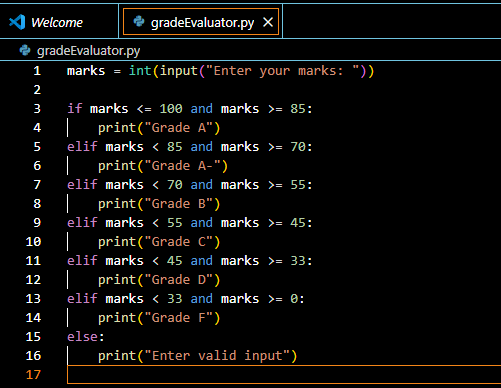 Welcome gradeEvaluator.py
gradeEvaluator.py
1 marks = int(input("Enter your marks: "))
2
3 if marks <= 100 and marks >= 85:
4     print("Grade A")
5 elif marks < 85 and marks >= 70:
6     print("Grade A-")
7 elif marks < 70 and marks >= 55:
8     print("Grade B")
9 elif marks < 55 and marks >= 45:
10     print("Grade C")
11 elif marks < 45 and marks >= 33:
12     print("Grade D")
13 elif marks < 33 and marks >= 0:
14     print("Grade F")
15 else:
16     print("Enter valid input")
17